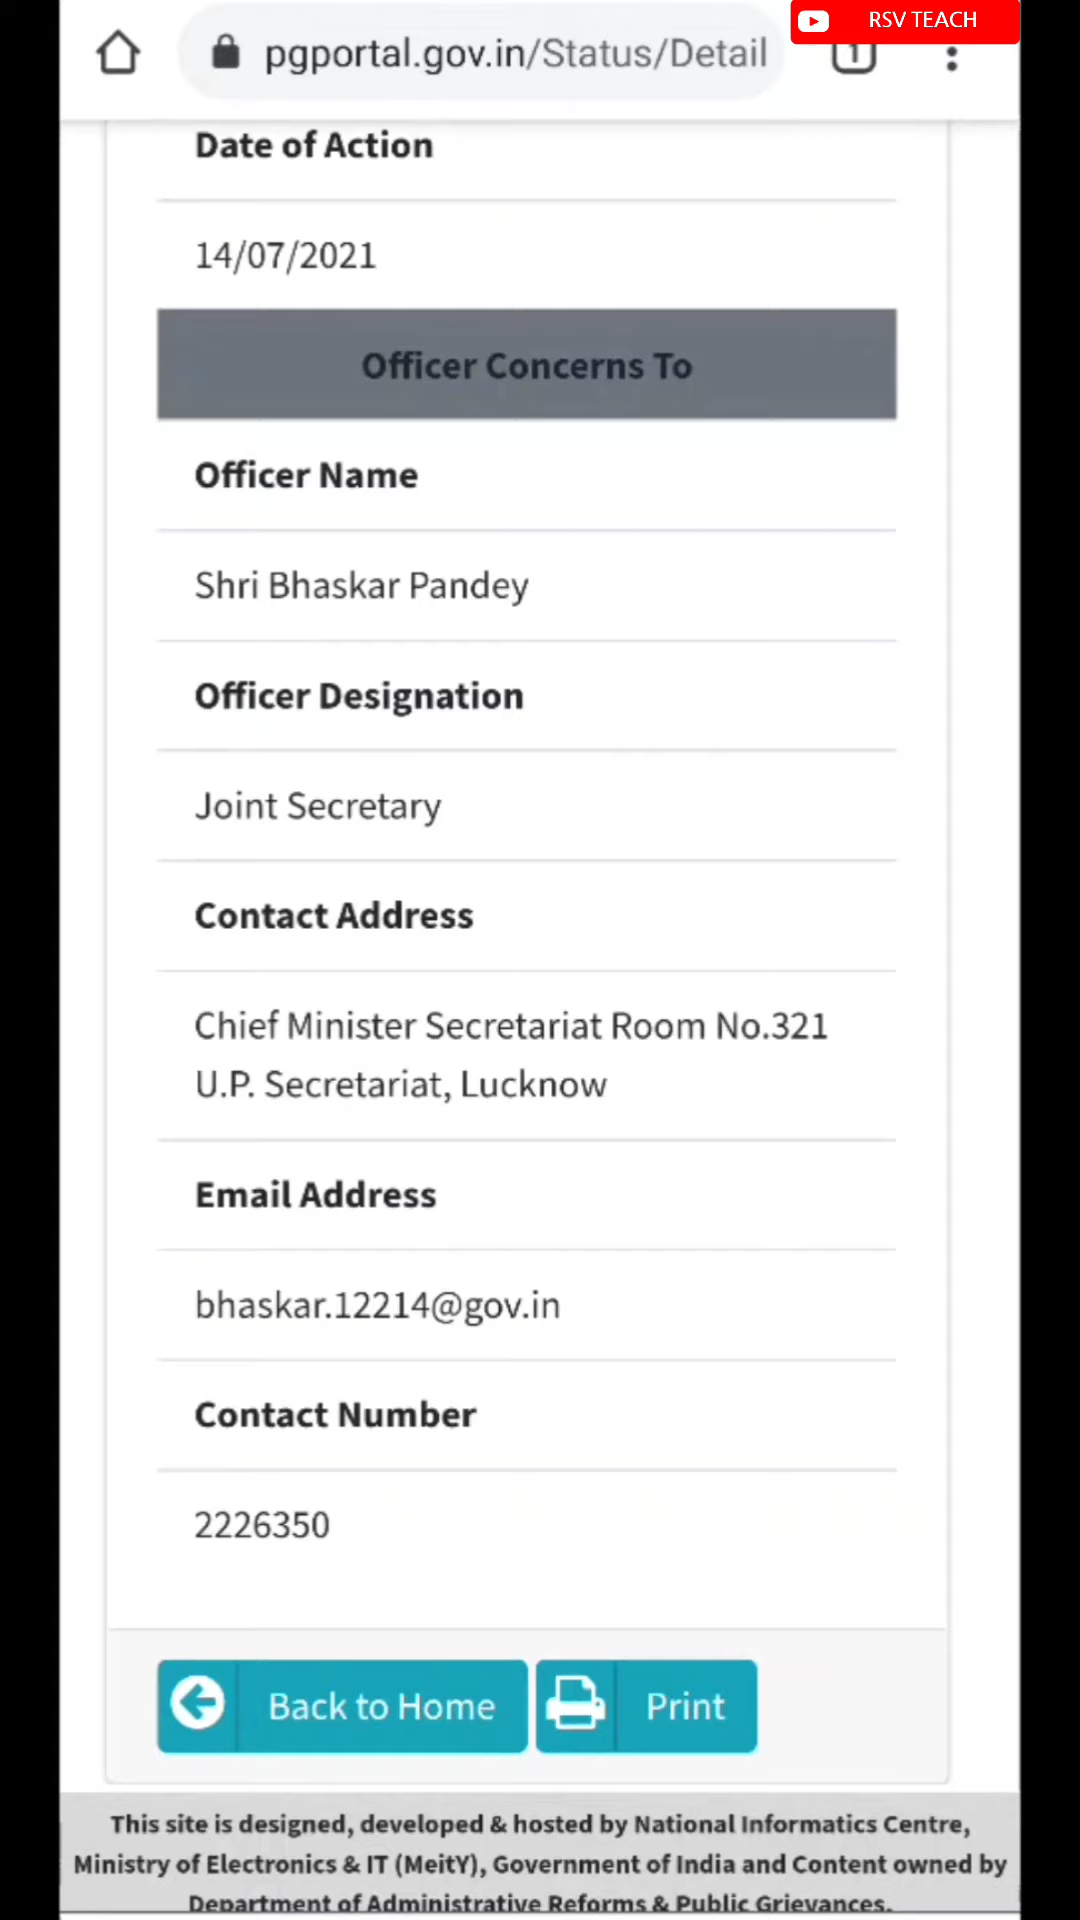 RSV TEACH
pgportal.gov.in/Status/Detail
1
Date of Action
14/07/2021
Officer Concerns To
Officer Name
Shri Bhaskar Pandey
Officer Designation
Joint Secretary
Contact Address
Chief Minister Secretariat Room No.321
U.P. Secretariat, Lucknow
Email Address
bhaskar.12214@gov.in
Contact Number
2226350
Back to Home
Print
This site is designed, developed & hosted by National Informatics Centre,
Ministry of Electronics & IT (MeitY), Government of India and Content owned by
Department of Administrative Reforms & Public Grievances.